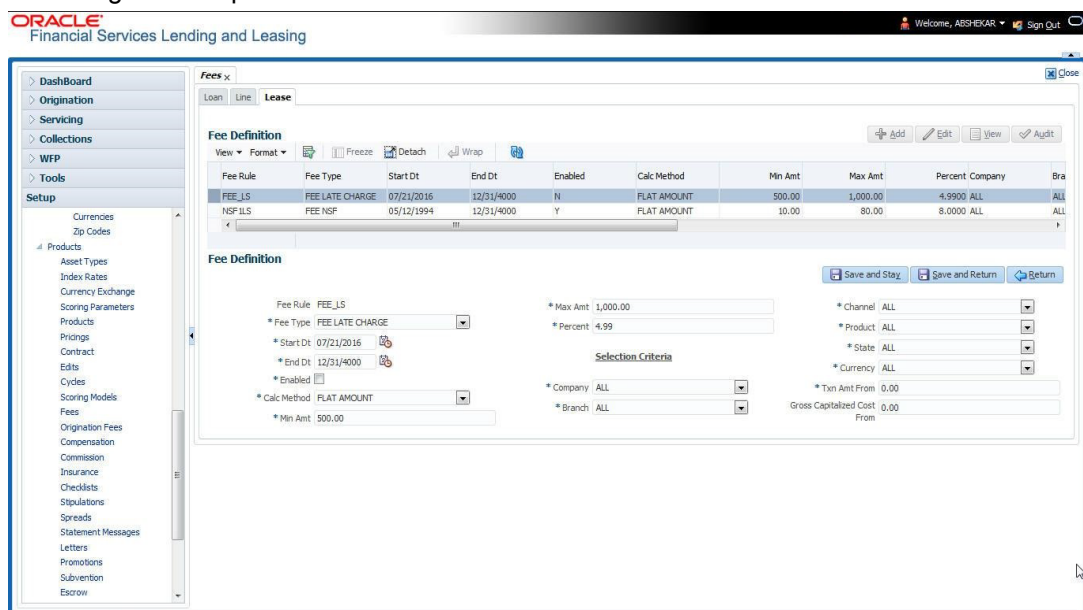 ORACLE
Financial Services Lending and Leasing
Welcome, ABSHEKAR Sign Out
Close
DashBoard
Origination
Servicing
Collections
WFP
Tools
Setup
Currencies
Zip Codes
Products
Asset Types
Index Rates
Currency Exchange
Scoring Parameters
Products
Pricings
Contract
Edits
Cycles
Scoring Models
Fees
Origination Fees
Compensation
Commission
Insurance
Checklists
Stipulations
Spreads
Statement Messages
Letters
Promotions
Subvention
Escrow
Fees x
Loan Line Lease
Fee Definition
Add Edit View Audit
View Format Freeze Detach Wrap
Fee Rule Fee Type Start Dt End Dt Enabled Calc Method Min Amt Max Amt Percent Company Bra
FEE_LS FEE LATE CHARGE 07/21/2016 12/31/4000 N FLAT AMOUNT 500.00 1,000.00 4.9900 ALL ALL
NSF1LS FEE NSF 05/12/1994 12/31/4000 Y FLAT AMOUNT 10.00 80.00 8.0000 ALL ALL
Fee Definition
Save and Stay Save and Return Return
Fee Rule FEE_LS
* Fee Type FEE LATE CHARGE
* Start Dt 07/21/2016
* End Dt 12/31/4000
* Enabled
* Calc Method FLAT AMOUNT
* Min Amt 500.00
* Max Amt 1,000.00
* Percent 4.99
Selection Criteria
* Company ALL
* Branch ALL
* Channel ALL
* Product ALL
* State ALL
* Currency ALL
* Txn Amt From 0.00
Gross Capitalized Cost 0.00
From